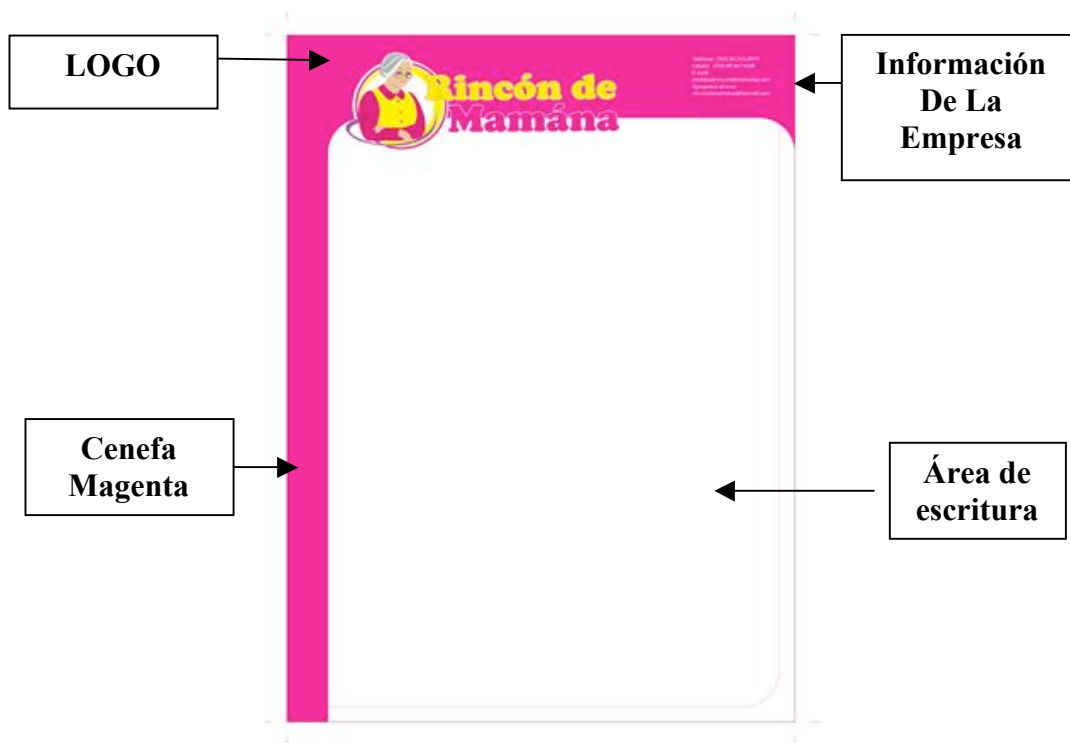 LOGO
Rincón de
Mamána
Información
De La
Empresa
Cenefa
Magenta
Área de
escritura